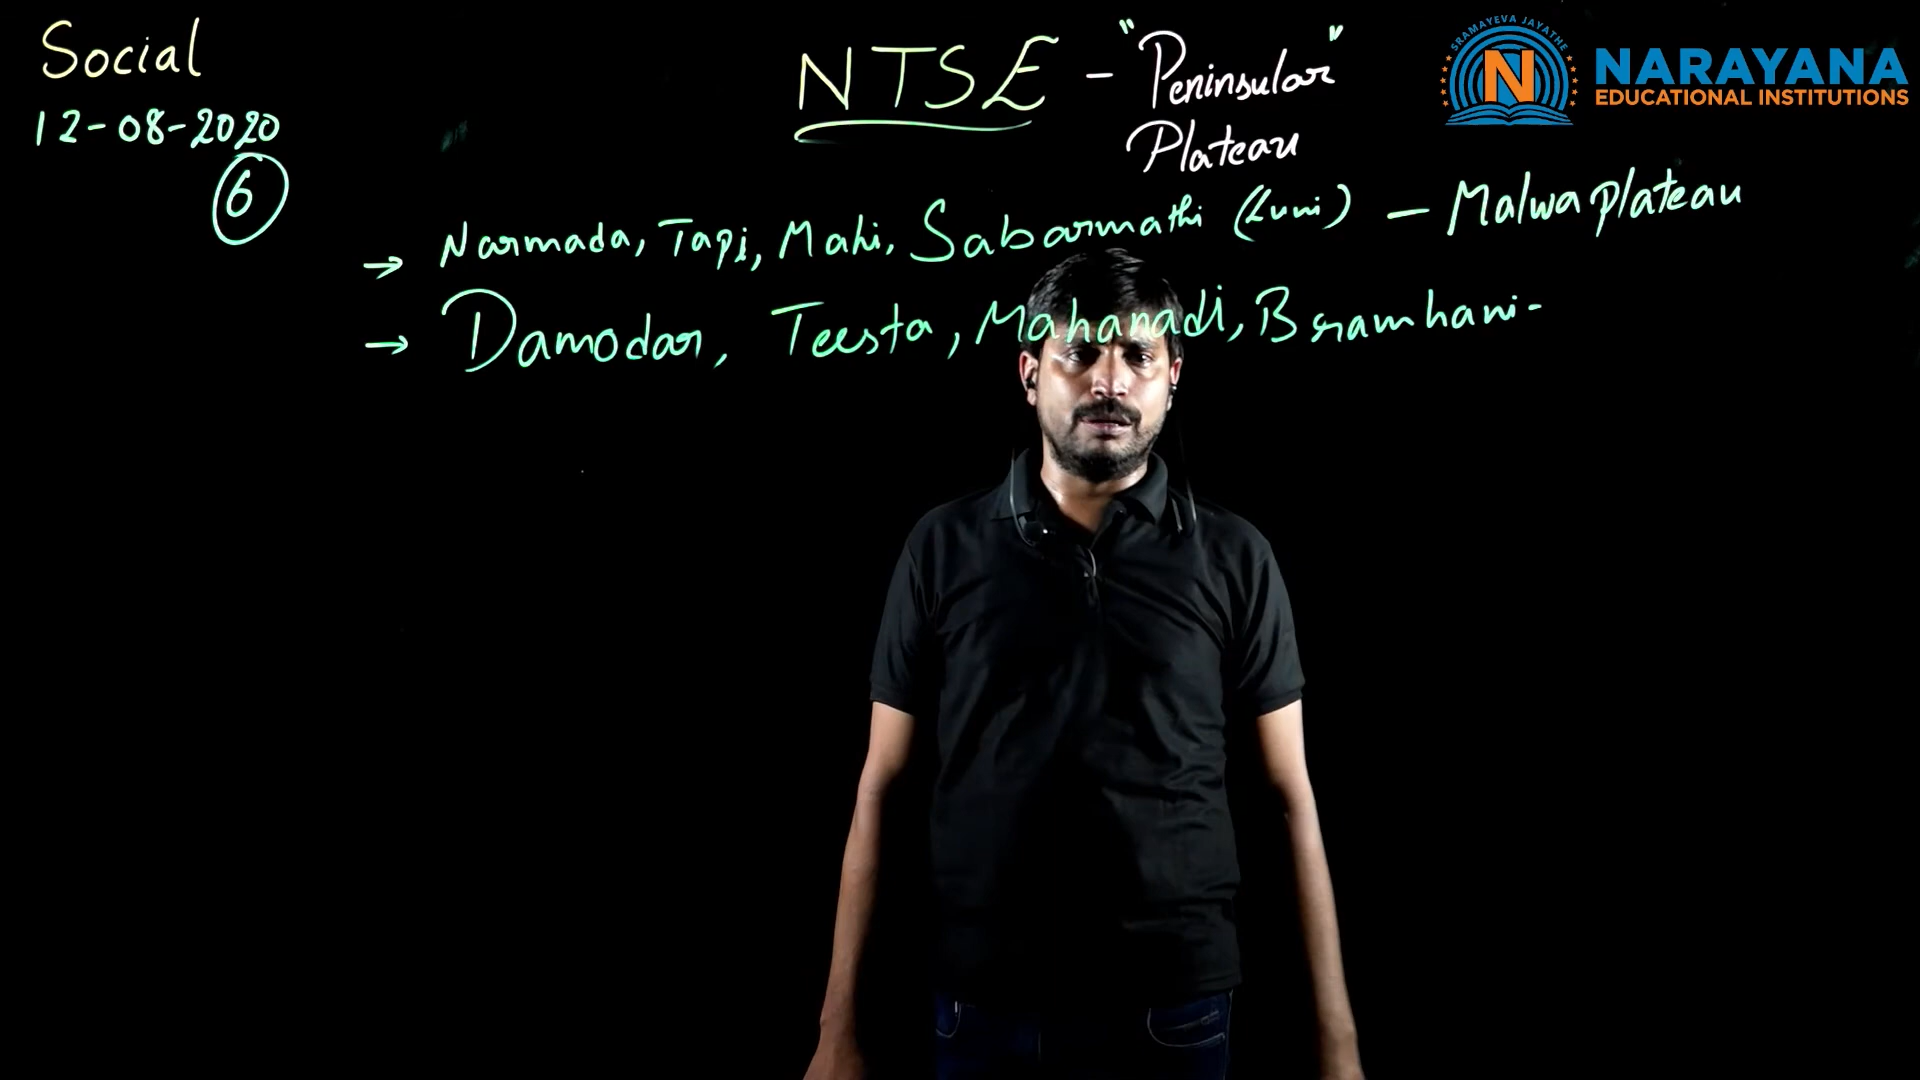 Social
12-08-2020
6
NTSE - "Peninsular"
Plateau
SRAMAYEVA JAYATHE
N
NARAYANA
EDUCATIONAL INSTITUTIONS
→ Narmada, Tapi, Mahi, Sabarmathi (Luni) – Malwa plateau
→ Damodar, Teesta, Mahanadi, Bramhani-